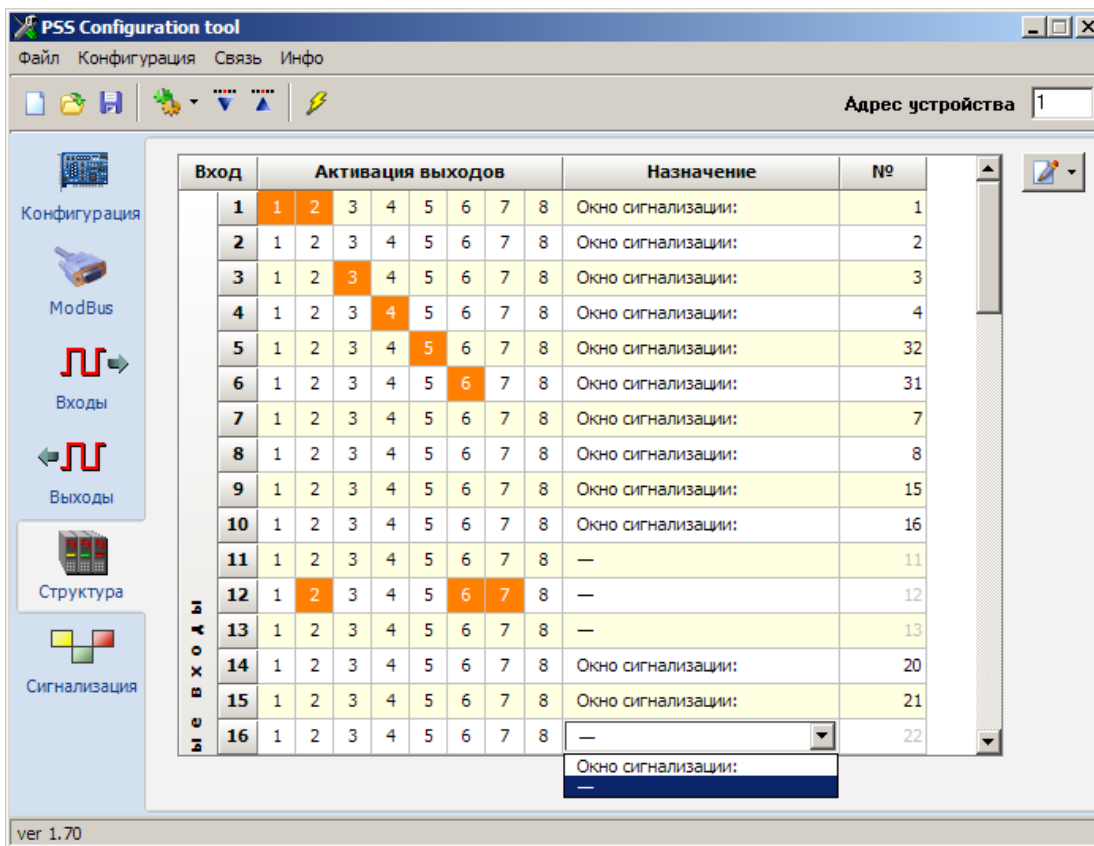 PSS Configuration tool
Файл Конфигурация Связь Инфо
Адрес устройства 1
Конфигурация
ModBus
Входы
Выходы
Структура
Сигнализация
Вход Активация выходов Назначение №
1 1 2 3 4 5 6 7 8 Окно сигнализации: 1
2 1 2 3 4 5 6 7 8 Окно сигнализации: 2
3 1 2 3 4 5 6 7 8 Окно сигнализации: 3
4 1 2 3 4 5 6 7 8 Окно сигнализации: 4
5 1 2 3 4 5 6 7 8 Окно сигнализации: 32
6 1 2 3 4 5 6 7 8 Окно сигнализации: 31
7 1 2 3 4 5 6 7 8 Окно сигнализации: 7
8 1 2 3 4 5 6 7 8 Окно сигнализации: 8
9 1 2 3 4 5 6 7 8 Окно сигнализации: 15
10 1 2 3 4 5 6 7 8 Окно сигнализации: 16
11 1 2 3 4 5 6 7 8 — 11
12 1 2 3 4 5 6 7 8 — 12
13 1 2 3 4 5 6 7 8 — 13
14 1 2 3 4 5 6 7 8 Окно сигнализации: 20
15 1 2 3 4 5 6 7 8 Окно сигнализации: 21
16 1 2 3 4 5 6 7 8 — 22
Окно сигнализации:
—
ые входы
ver 1.70